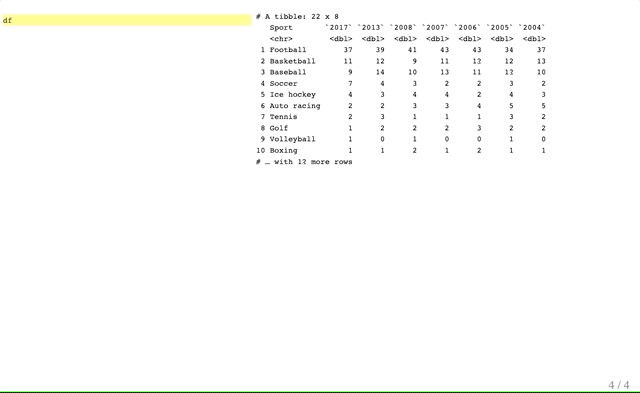 df
# A tibble: 22 x 8
Sport `2017` `2013` `2008` `2007` `2006` `2005` `2004`
<chr> <dbl> <dbl> <dbl> <dbl> <dbl> <dbl> <dbl>
1 Football 37 39 41 43 43 34 37
2 Basketball 11 12 9 11 1? 12 13
3 Baseball 9 14 10 13 11 1? 10
4 Soccer 7 4 3 2 2 3 2
5 Ice hockey 4 3 4 4 2 4 3
6 Auto racing 2 2 3 3 4 5 5
7 Tennis 2 3 1 1 1 3 2
8 Golf 1 2 2 2 3 2 2
9 Volleyball 1 0 1 0 0 1 0
10 Boxing 1 1 2 1 2 1 1
# … with 1? more rows
4 / 4